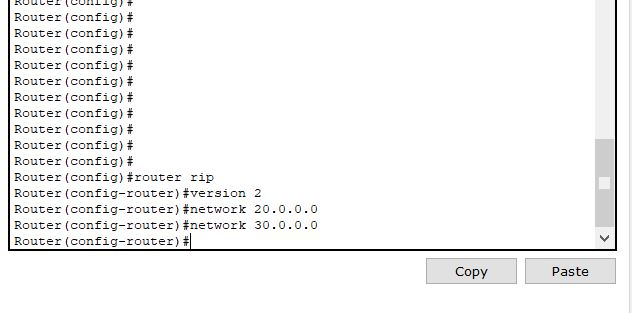 Router(config)#
Router(config)#
Router(config)#
Router(config)#
Router(config)#
Router(config)#
Router(config)#
Router(config)#
Router(config)#
Router(config)#
Router(config)#
Router(config)#router rip
Router(config-router)#version 2
Router(config-router)#network 20.0.0.0
Router(config-router)#network 30.0.0.0
Router(config-router)#
Copy
Paste